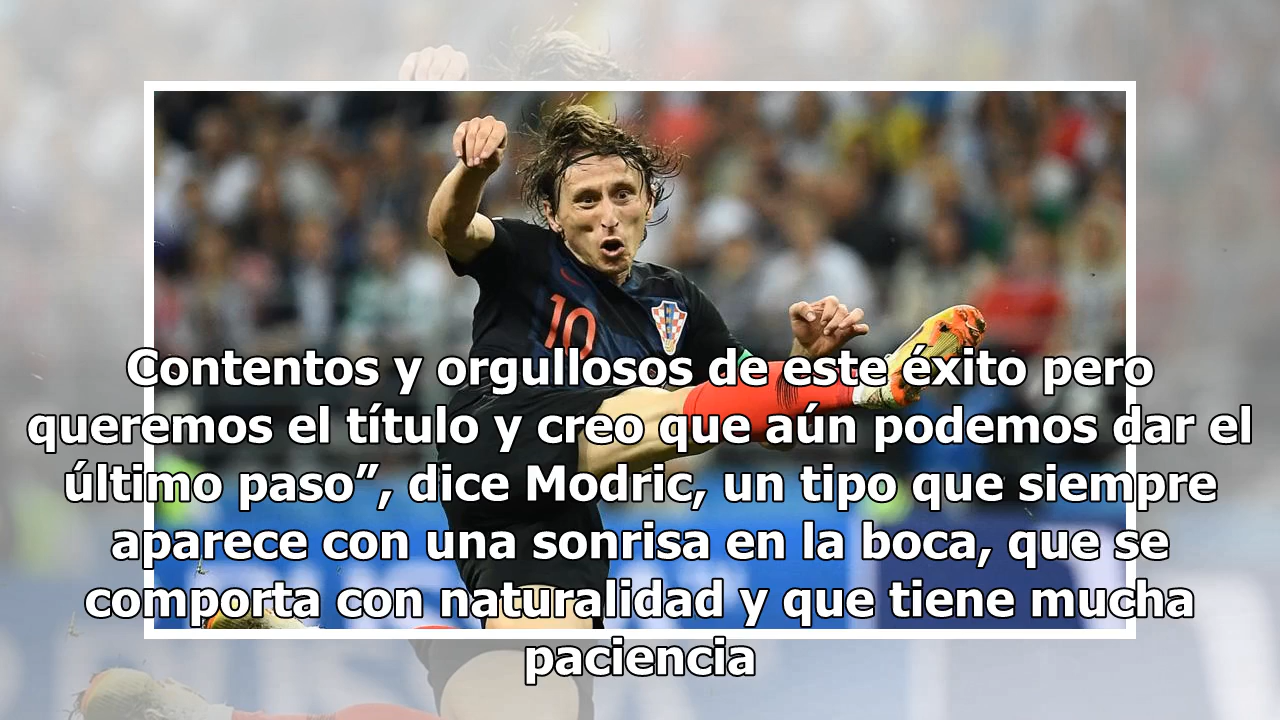 10
Contentos y orgullosos de este éxito pero
queremos el título y creo que aún podemos dar el
último paso”, dice Modric, un tipo que siempre
aparece con una sonrisa en la boca, que se
comporta con naturalidad y que tiene mucha
paciencia